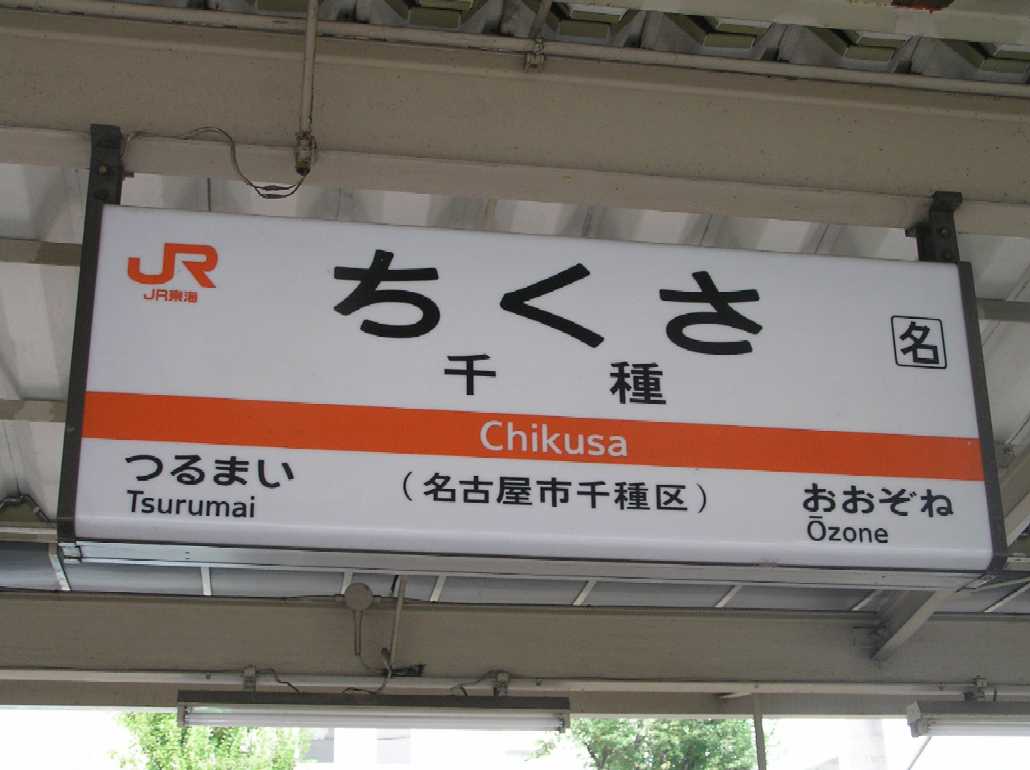 JR
JR東海
ちくさ
名
千種
Chikusa
つるまい
Tsurumai
（名古屋市千種区）
おおぞね
Ōzone